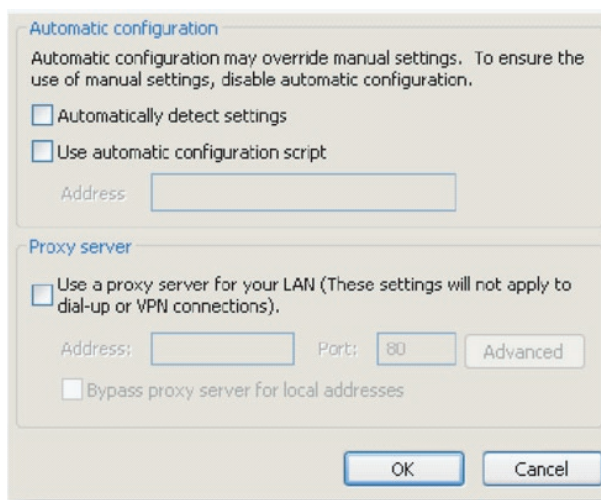 Automatic configuration
Automatic configuration may override manual settings.  To ensure the
use of manual settings, disable automatic configuration.
Automatically detect settings
Use automatic configuration script
Address
Proxy server
Use a proxy server for your LAN (These settings will not apply to
dial-up or VPN connections).
Address:
Port:
80
Advanced
Bypass proxy server for local addresses
OK
Cancel